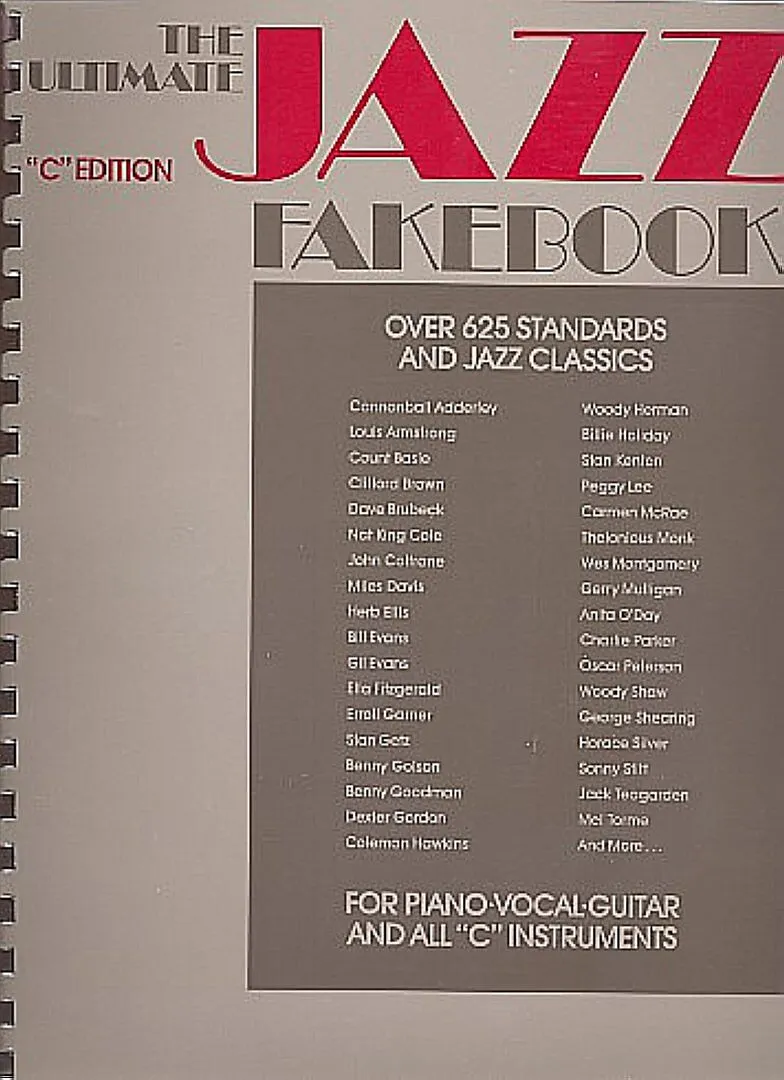 THE
ULTIMATE
JAZZ
"C" EDITION
FAKEBOOK
OVER 625 STANDARDS
AND JAZZ CLASSICS
Cannonball Adderley
Louis Armstrong
Count Basie
Clifford Brown
Dave Brubeck
Nat King Cole
John Coltrane
Miles Davis
Herb Ellis
Bill Evans
Gil Evans
Ella Fitzgerald
Erroll Garner
Stan Getz
Benny Golson
Benny Goodman
Dexter Gordon
Coleman Hawkins
Woody Herman
Billie Holiday
Stan Kenton
Peggy Lee
Carmen McRae
Thelonious Monk
Wes Montgomery
Gerry Mulligan
Anita O'Day
Charlie Parker
Oscar Peterson
Woody Shaw
George Shearing
Horace Silver
Sonny Stitt
Jack Teagarden
Mel Torme
And More...
FOR PIANO·VOCAL·GUITAR
AND ALL "C" INSTRUMENTS